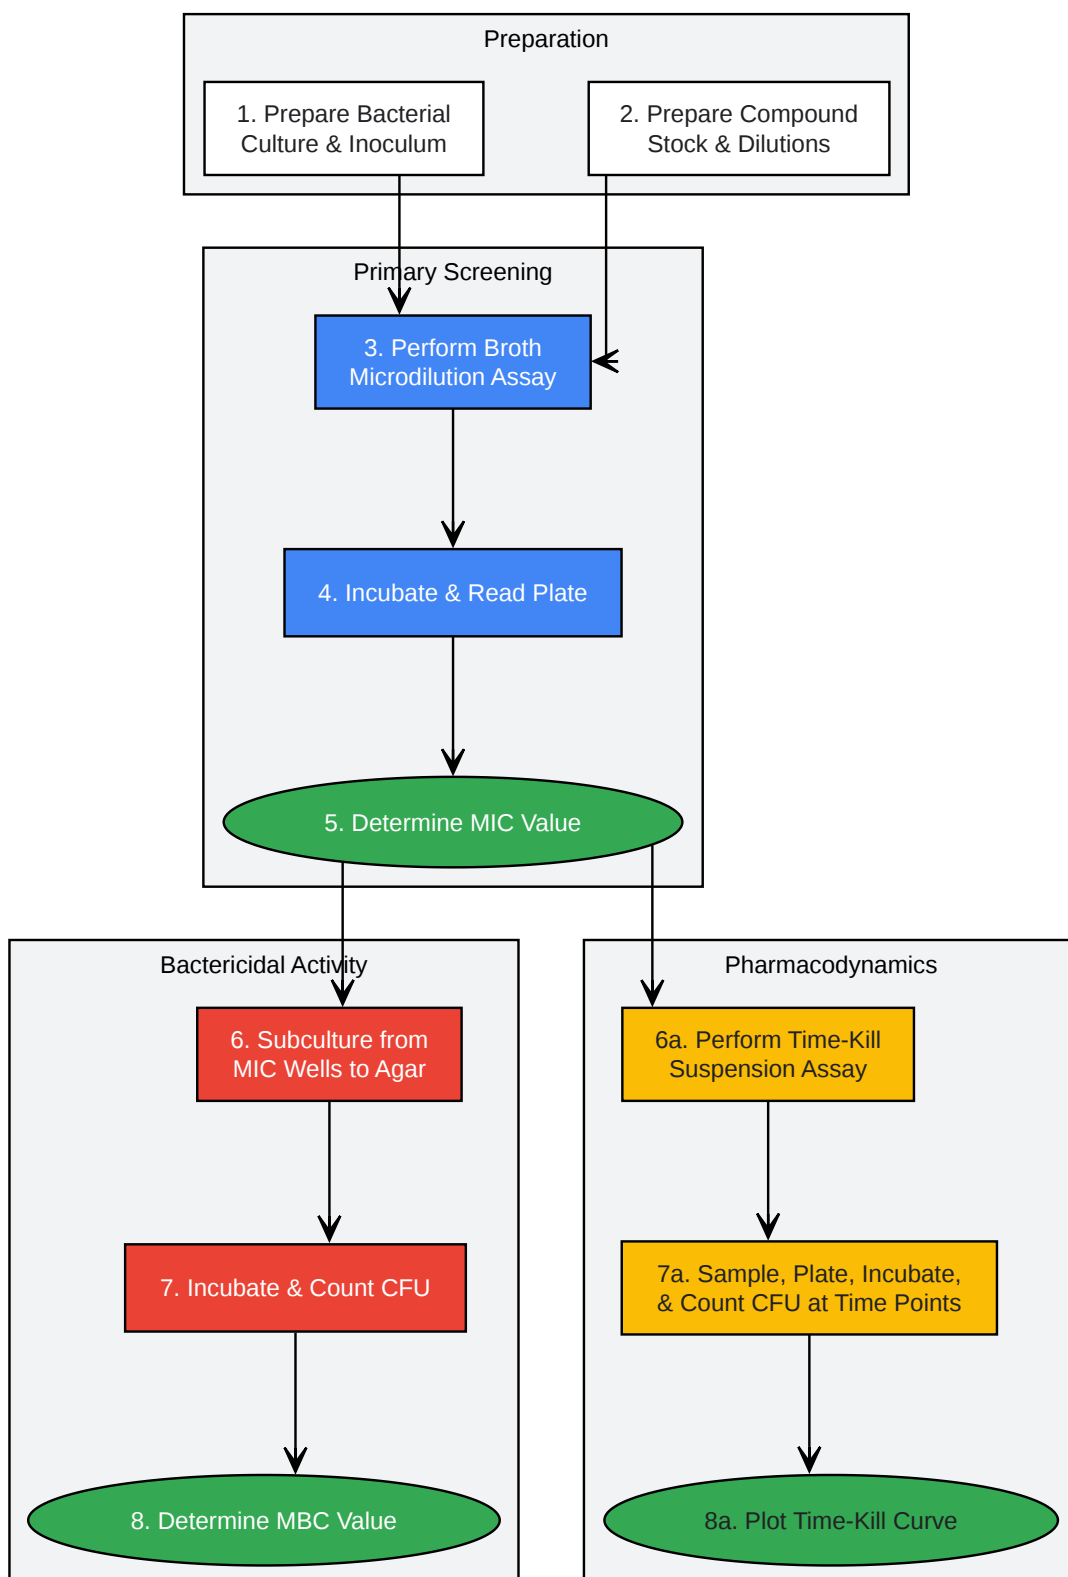 Preparation
1. Prepare Bacterial
Culture & Inoculum
2. Prepare Compound
Stock & Dilutions
Primary Screening
3. Perform Broth
Microdilution Assay
4. Incubate & Read Plate
5. Determine MIC Value
Bactericidal Activity
6. Subculture from
MIC Wells to Agar
7. Incubate & Count CFU
8. Determine MBC Value
Pharmacodynamics
6a. Perform Time-Kill
Suspension Assay
7a. Sample, Plate, Incubate,
& Count CFU at Time Points
8a. Plot Time-Kill Curve